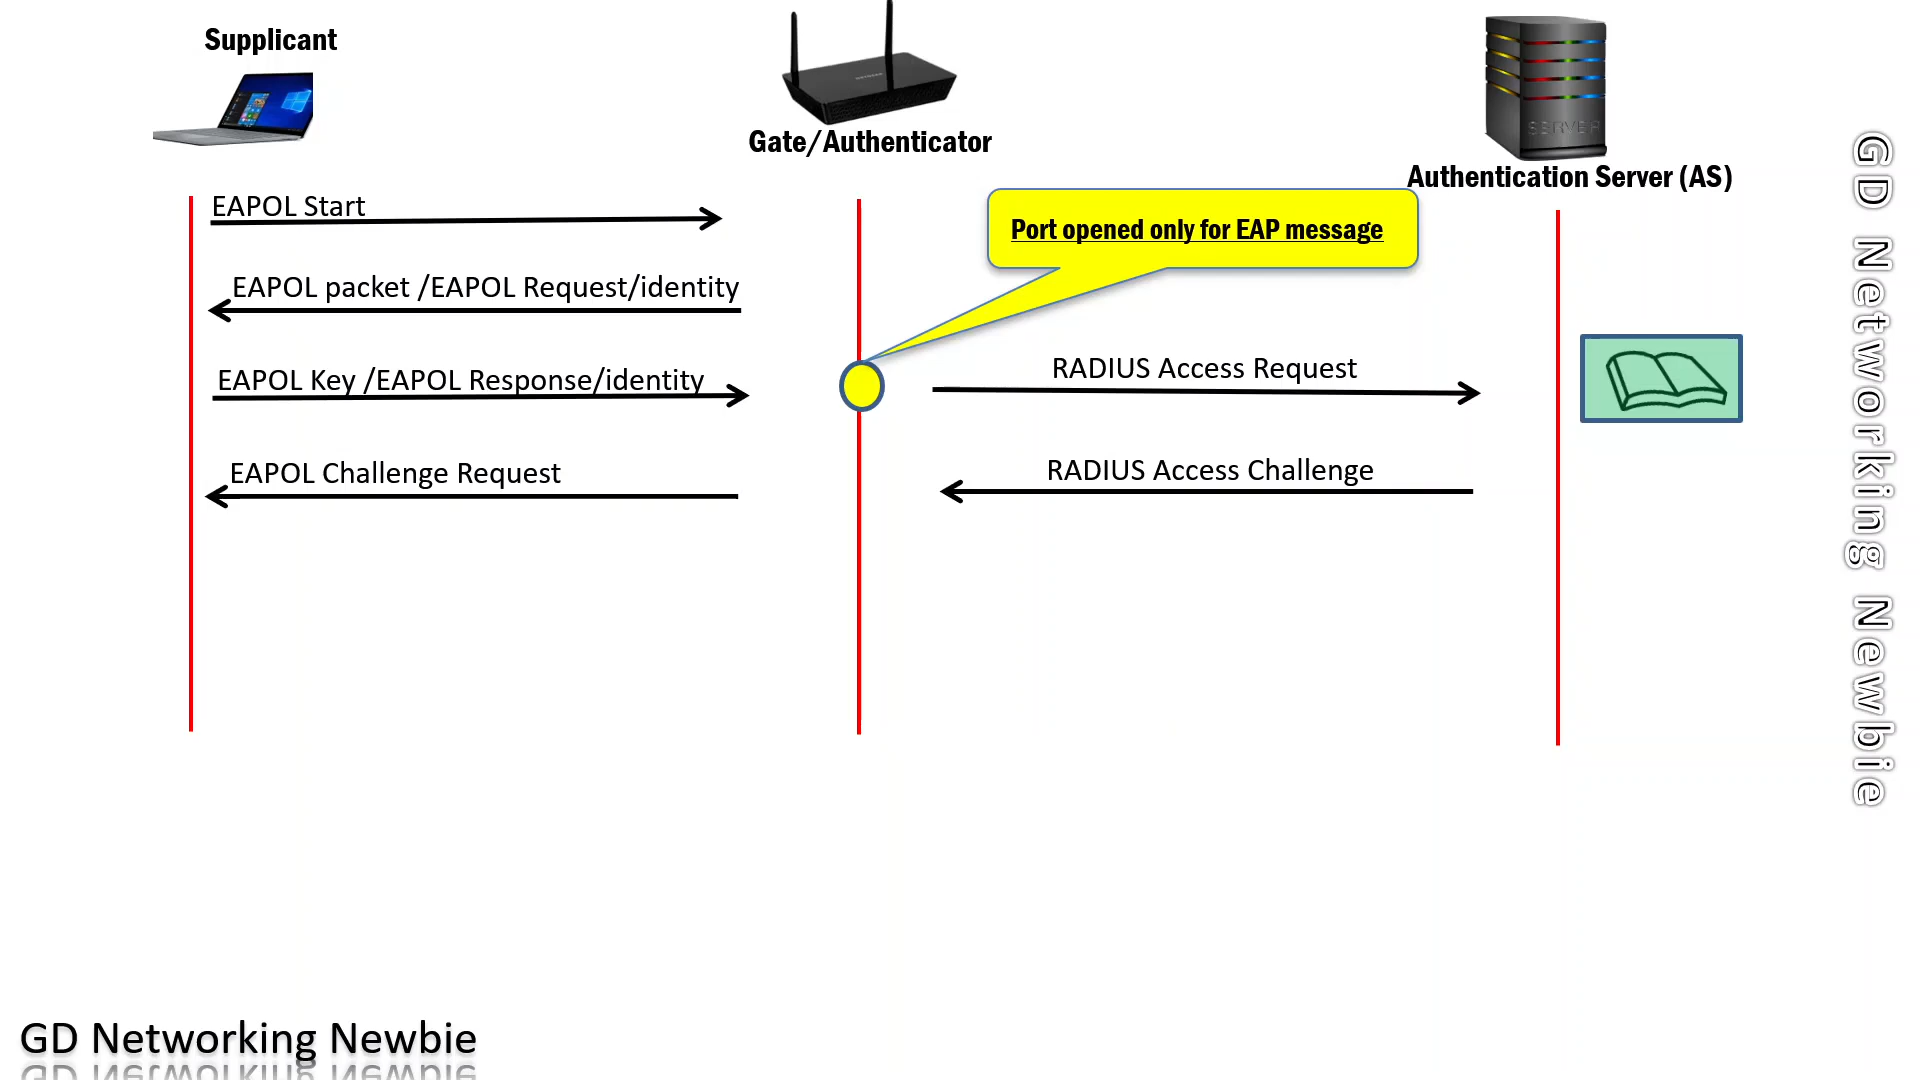 Supplicant
Gate/Authenticator
SERVER
Authentication Server (AS)
EAPOL Start
Port opened only for EAP message
EAPOL packet /EAPOL Request/identity
EAPOL Key /EAPOL Response/identity
RADIUS Access Request
EAPOL Challenge Request
RADIUS Access Challenge
GD Networking Newbie
GD Networking Newbie